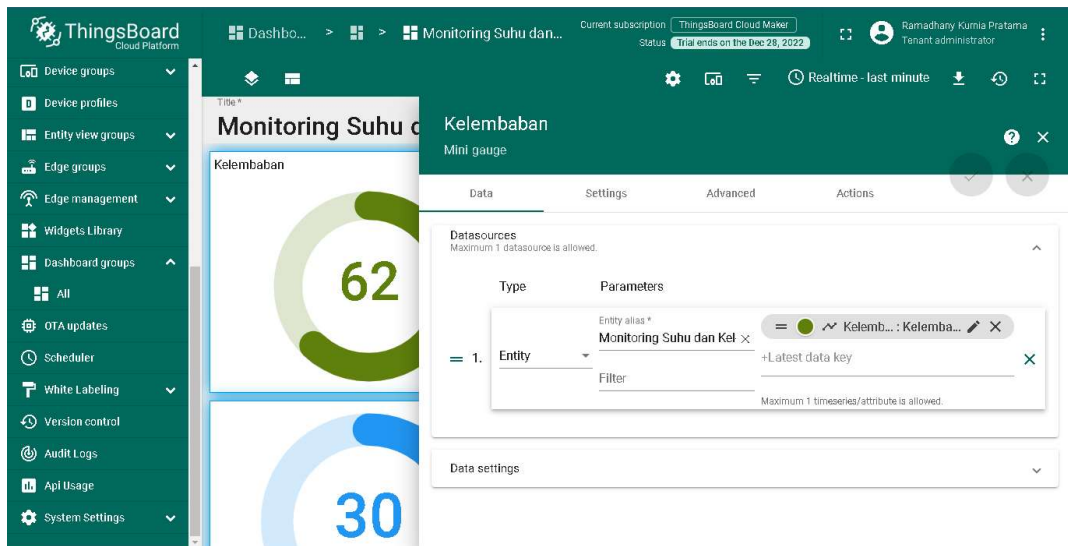 ThingsBoard
Cloud Platform
Dashbo... > > Monitoring Suhu dan...
Current subscription ThingsBoard Cloud Maker
Status Trial ends on the Dec 28, 2022
Ramadhany Kurnia Pratama
Tenant administrator
Device groups
Device profiles
Entity view groups
Edge groups
Edge management
Widgets Library
Dashboard groups
All
OTA updates
Scheduler
White Labeling
Version control
Audit Logs
Api Usage
System Settings
Realtime - last minute
Title *
Monitoring Suhu d
Kelembaban
62
30
Kelembaban
Mini gauge
Data Settings Advanced Actions
Datasources
Maximum 1 datasource is allowed.
Type Parameters
1. Entity
Entity alias *
Monitoring Suhu dan Kel
Filter
Kelemb... : Kelemba...
+Latest data key
Maximum 1 timeseries/attribute is allowed.
Data settings